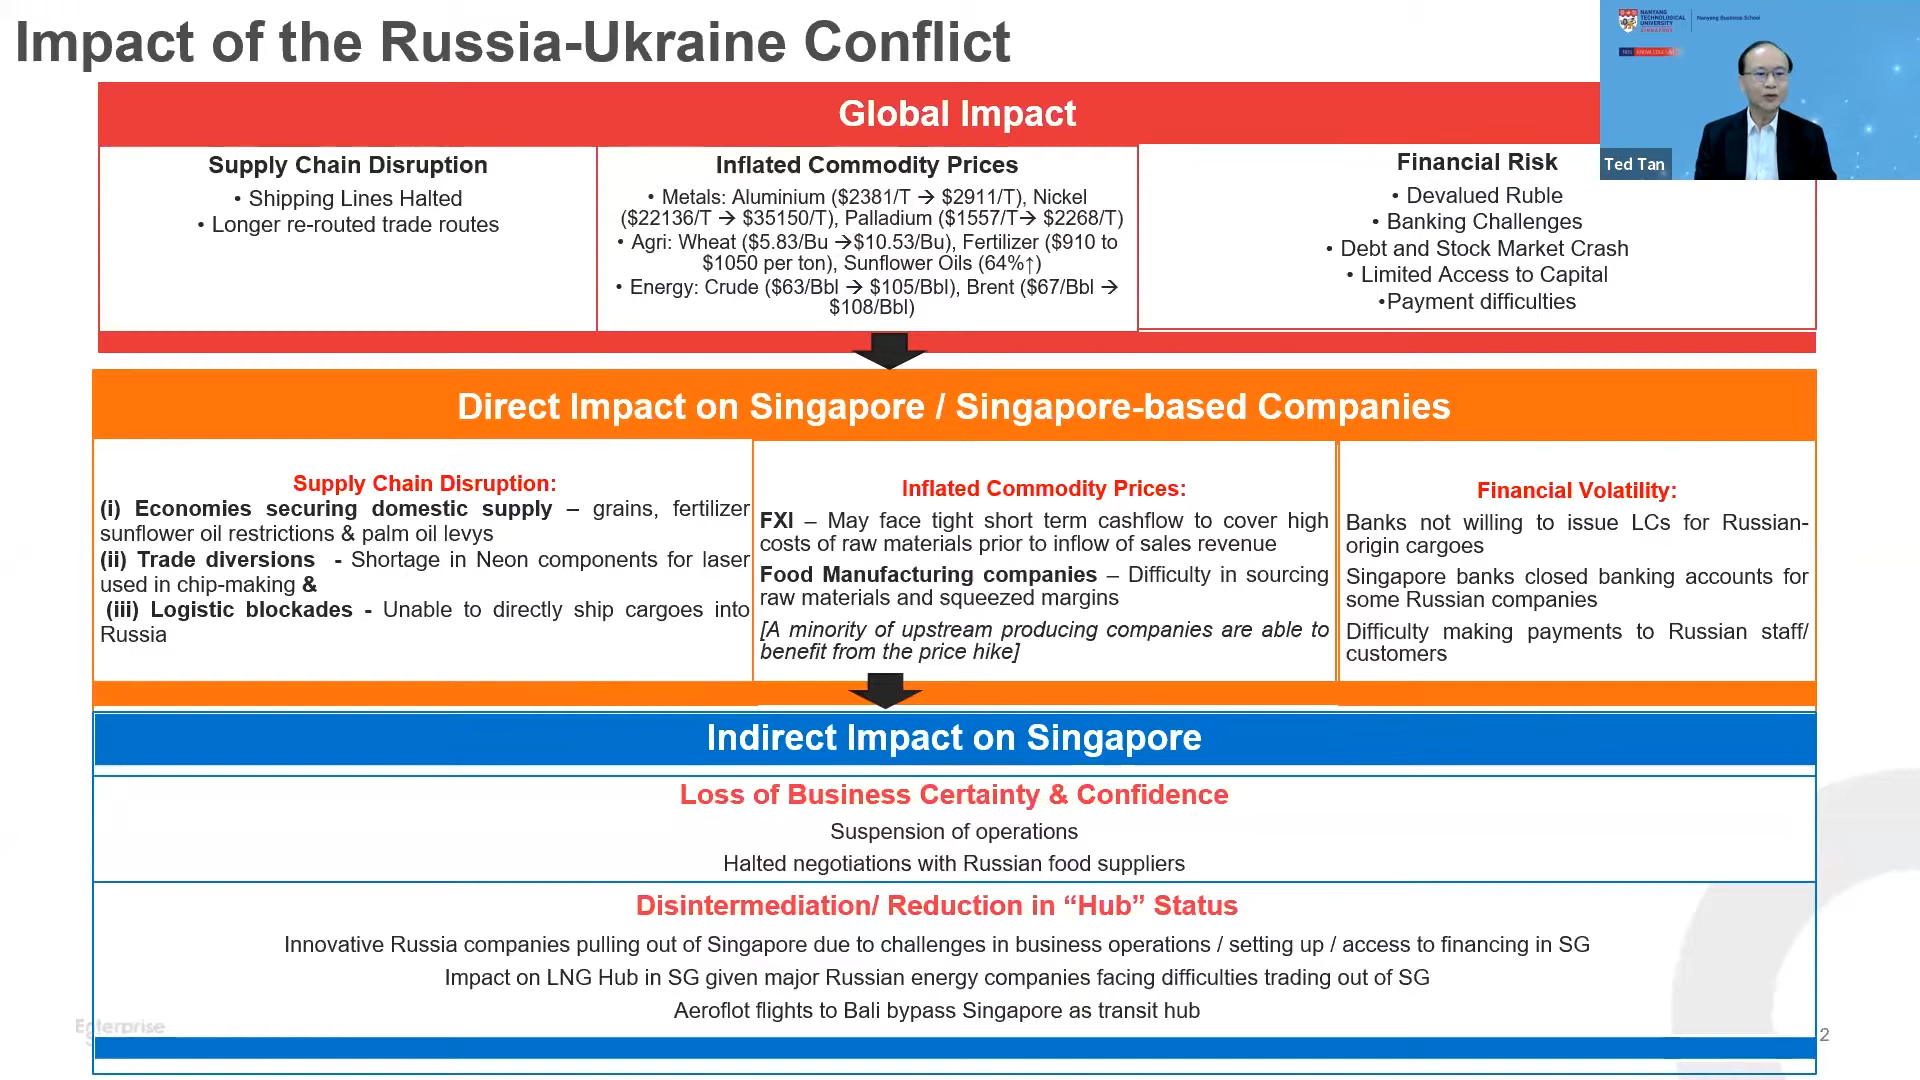 Impact of the Russia-Ukraine Conflict
NANYANG
TECHNOLOGICAL
UNIVERSITY
SINGAPORE
Nanyang Business School
Ted Tan
Global Impact
Supply Chain Disruption
• Shipping Lines Halted
• Longer re-routed trade routes
Inflated Commodity Prices
• Metals: Aluminium ($2381/T → $2911/T), Nickel
($22136/T → $35150/T), Palladium ($1557/T→ $2268/T)
• Agri: Wheat ($5.83/Bu →$10.53/Bu), Fertilizer ($910 to
$1050 per ton), Sunflower Oils (64%↑)
• Energy: Crude ($63/Bbl → $105/Bbl), Brent ($67/Bbl →
$108/Bbl)
Financial Risk
• Devalued Ruble
• Banking Challenges
• Debt and Stock Market Crash
• Limited Access to Capital
•Payment difficulties
Direct Impact on Singapore / Singapore-based Companies
Supply Chain Disruption:
(i) Economies securing domestic supply – grains, fertilizer
sunflower oil restrictions & palm oil levys
(ii) Trade diversions - Shortage in Neon components for laser
used in chip-making &
(iii) Logistic blockades - Unable to directly ship cargoes into
Russia
Inflated Commodity Prices:
FXI – May face tight short term cashflow to cover high
costs of raw materials prior to inflow of sales revenue
Food Manufacturing companies – Difficulty in sourcing
raw materials and squeezed margins
[A minority of upstream producing companies are able to
benefit from the price hike]
Financial Volatility:
Banks not willing to issue LCs for Russian-
origin cargoes
Singapore banks closed banking accounts for
some Russian companies
Difficulty making payments to Russian staff/
customers
Indirect Impact on Singapore
Loss of Business Certainty & Confidence
Suspension of operations
Halted negotiations with Russian food suppliers
Disintermediation/ Reduction in “Hub” Status
Innovative Russia companies pulling out of Singapore due to challenges in business operations / setting up / access to financing in SG
Impact on LNG Hub in SG given major Russian energy companies facing difficulties trading out of SG
Aeroflot flights to Bali bypass Singapore as transit hub
Enterprise
2